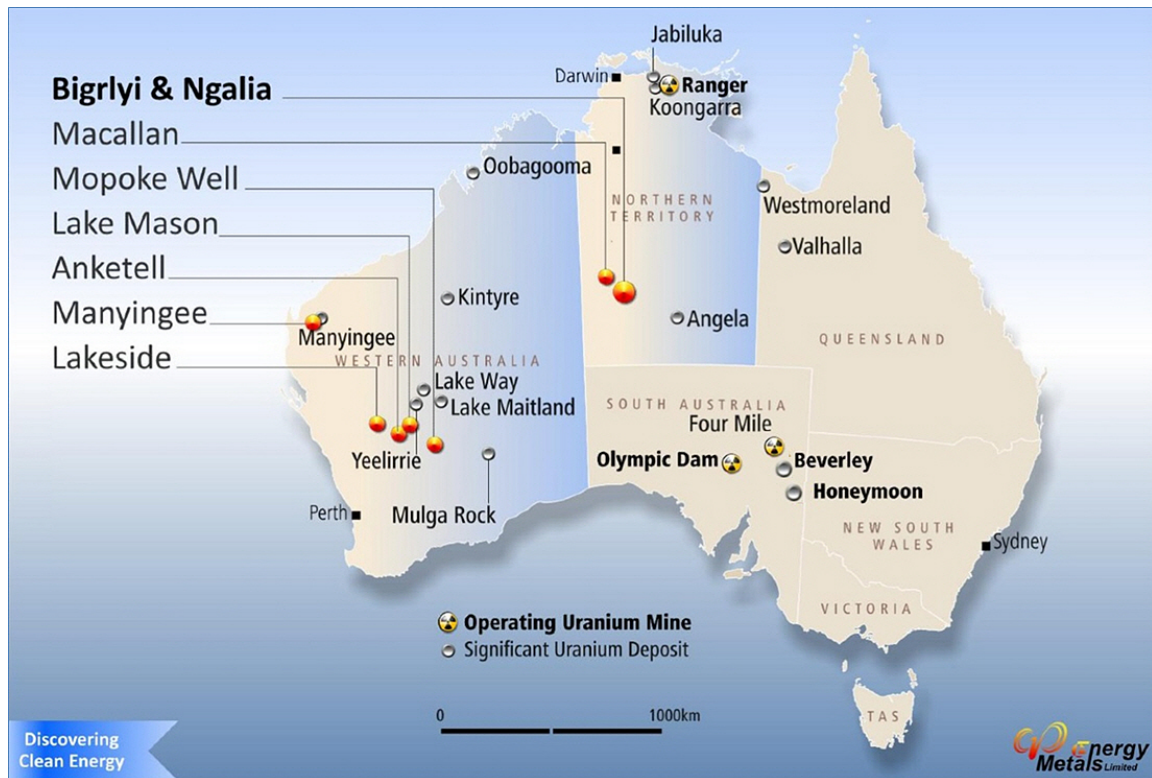 Bigrlyi & Ngalia
Macallan
Mopoke Well
Lake Mason
Anketell
Manyingee
Lakeside
Jabiluka
Darwin
Ranger
Koongarra
Oobagooma
NORTHERN
TERRITORY
Westmoreland
Valhalla
Kintyre
Angela
Manyingee
WESTERN AUSTRALIA
QUEENSLAND
Lake Way
Lake Maitland
SOUTH AUSTRALIA
Four Mile
Yeelirrie
Olympic Dam
Beverley
Honeymoon
Perth
Mulga Rock
NEW SOUTH
WALES
Sydney
VICTORIA
Operating Uranium Mine
Significant Uranium Deposit
0 1000km
TAS
Discovering
Clean Energy
Energy
Metals Limited